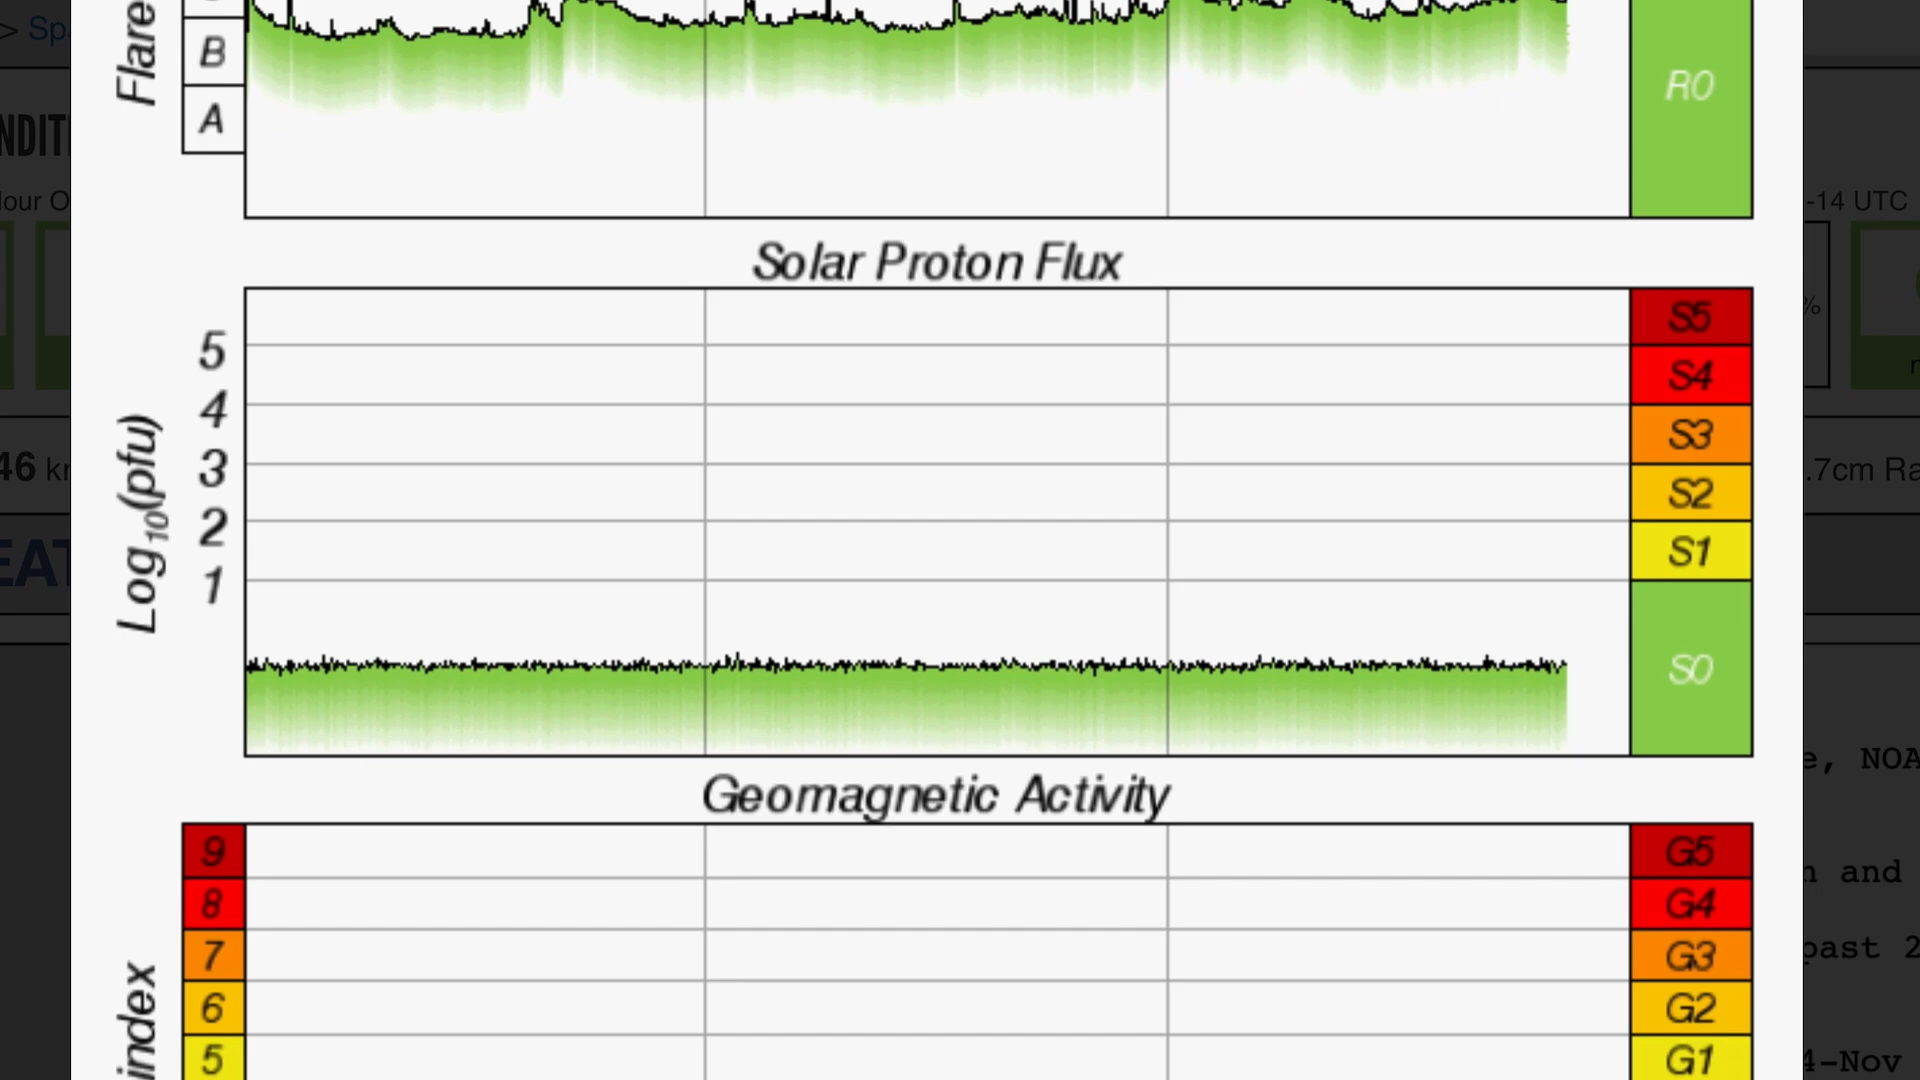 > Sp
Flare
B
A
R0
NDIT
Hour O
-14 UTC
Solar Proton Flux
5
4
3
2
1
Log10(pfu)
S5
S4
S3
S2
S1
S0
%
46 k
.7cm Ra
EAT
e, NOA
Geomagnetic Activity
9
8
7
6
5
index
G5
G4
G3
G2
G1
n and
past 2
4-Nov